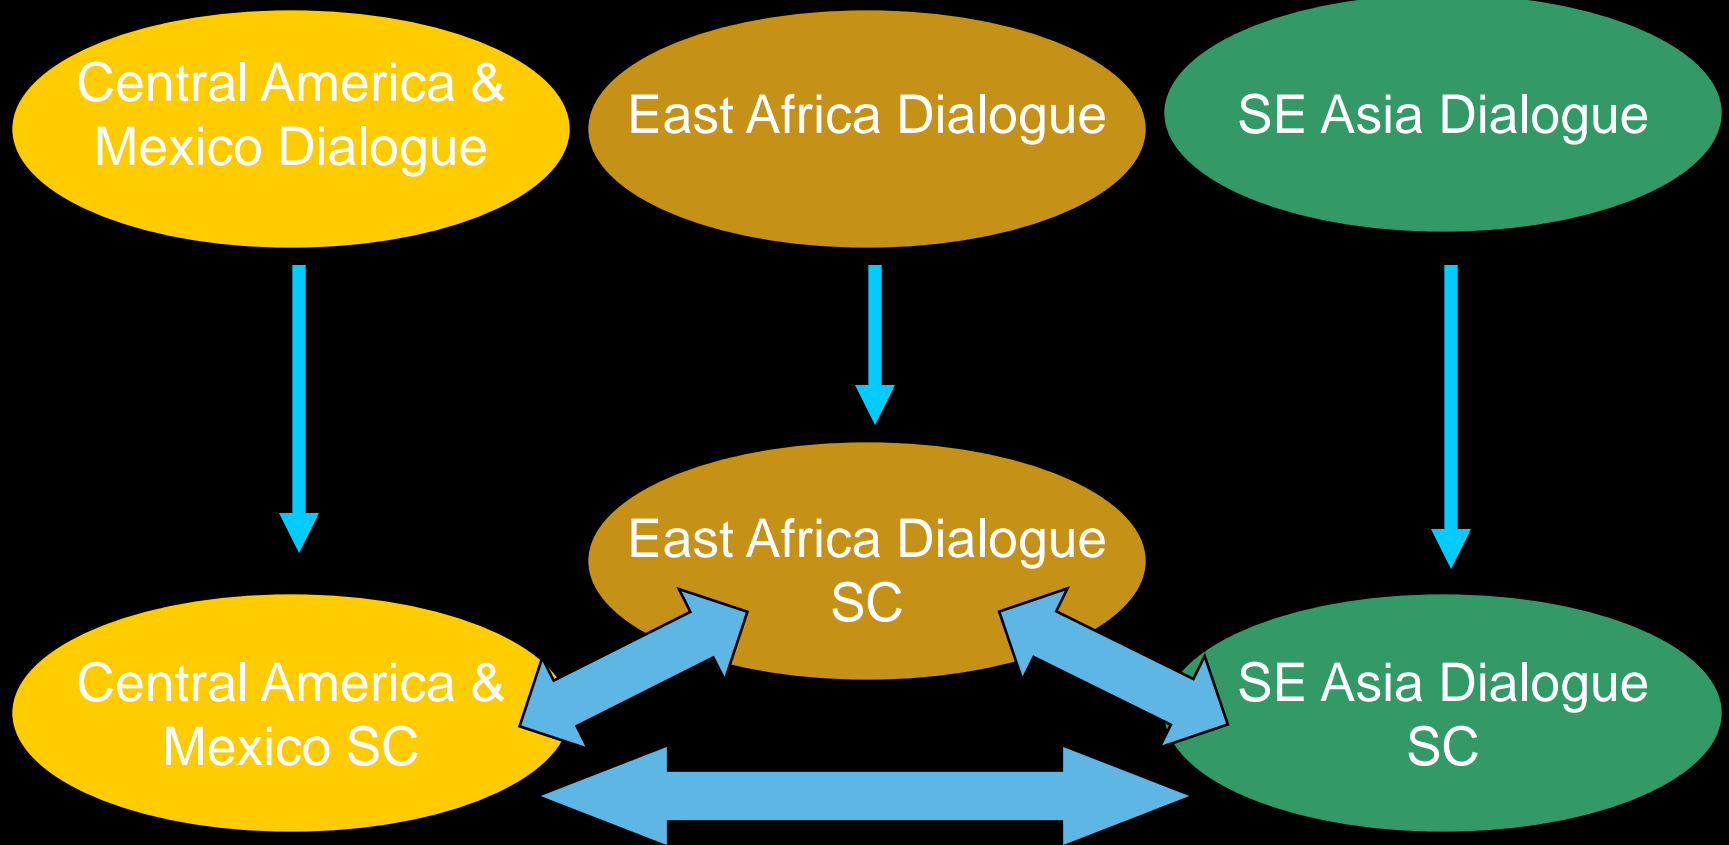 Central America &
Mexico Dialogue
East Africa Dialogue
SE Asia Dialogue
East Africa Dialogue
SC
Central America &
Mexico SC
SE Asia Dialogue
SC